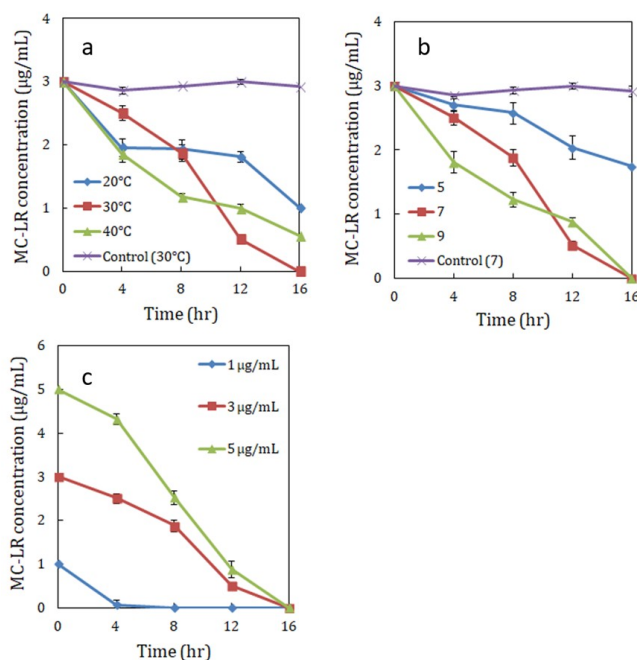 a
MC-LR concentration (µg/mL)
4
3
2
1
0
20°C
30°C
40°C
Control (30°C)
0 4 8 12 16
Time (hr)
b
MC-LR concentration (µg/mL)
4
3
2
1
0
5
7
9
Control (7)
0 4 8 12 16
Time (hr)
c
MC-LR concentration (µg/mL)
6
5
4
3
2
1
0
1 µg/mL
3 µg/mL
5 µg/mL
0 4 8 12 16
Time (hr)